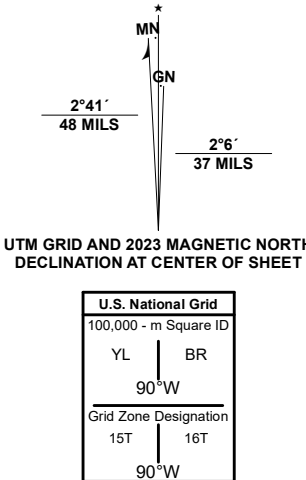 MN
GN
2°41´
48 MILS
2°6´
37 MILS
UTM GRID AND 2023 MAGNETIC NORTH
DECLINATION AT CENTER OF SHEET
U.S. National Grid
100,000 - m Square ID
YL BR
90°W
Grid Zone Designation
15T 16T
90°W